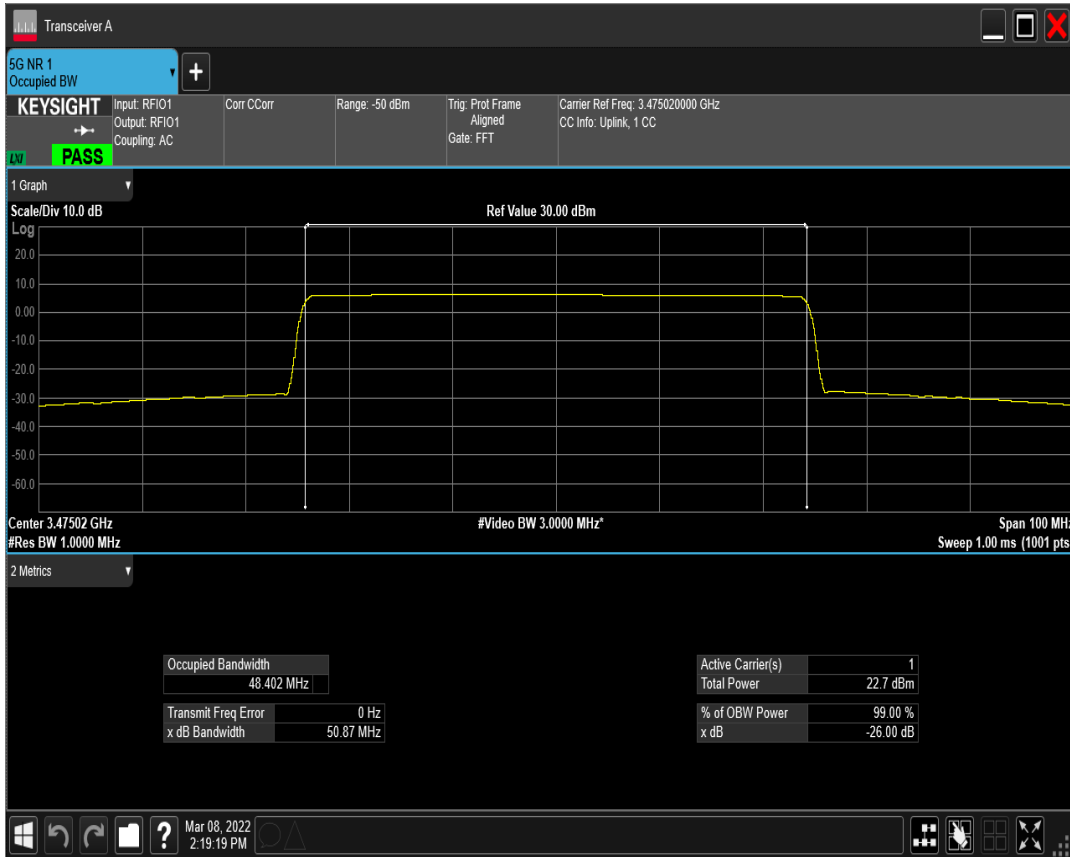 Transceiver A
5G NR 1
Occupied BW
KEYSIGHT
LXI
PASS
Input: RFIO1
Output: RFIO1
Coupling: AC
Corr CCorr
Range: -50 dBm
Trig: Prot Frame
Aligned
Gate: FFT
Carrier Ref Freq: 3.475020000 GHz
CC Info: Uplink, 1 CC
1 Graph
Scale/Div 10.0 dB
Ref Value 30.00 dBm
Log
20.0
10.0
0.00
-10.0
-20.0
-30.0
-40.0
-50.0
-60.0
Center 3.47502 GHz
#Video BW 3.0000 MHz*
Span 100 MHz
#Res BW 1.0000 MHz
Sweep 1.00 ms (1001 pts
2 Metrics
Occupied Bandwidth
48.402 MHz
Transmit Freq Error 0 Hz
x dB Bandwidth 50.87 MHz
Active Carrier(s) 1
Total Power 22.7 dBm
% of OBW Power 99.00 %
x dB -26.00 dB
?
Mar 08, 2022
2:19:19 PM